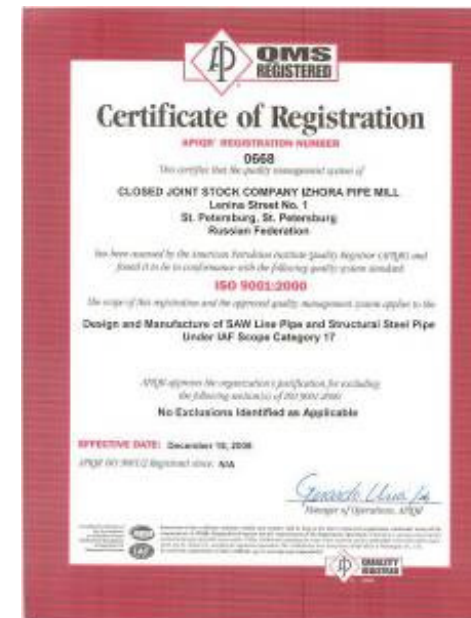 QMS
REGISTERED
Certificate of Registration
APIQR® REGISTRATION NUMBER
0668
This certifies that the quality management system of
CLOSED JOINT STOCK COMPANY IZHORA PIPE MILL
Lenina Street No. 1
St. Petersburg, St. Petersburg
Russian Federation
has been assessed by the American Petroleum Institute Quality Registrar (APIQR) and
found it to be in conformance with the following quality system standard:
ISO 9001:2000
The scope of this registration and the approved quality management system applies to the
Design and Manufacture of SAW Line Pipe and Structural Steel Pipe
Under IAF Scope Category 17
APIQR approves the organization's justification for excluding
the following section(s) of ISO 9001:2000
No Exclusions Identified as Applicable
EFFECTIVE DATE: December 18,
APIQR ISO 9001/2 Registered since: N/A
Manager of Operations, APIQR
QUALITY
REGISTRAR